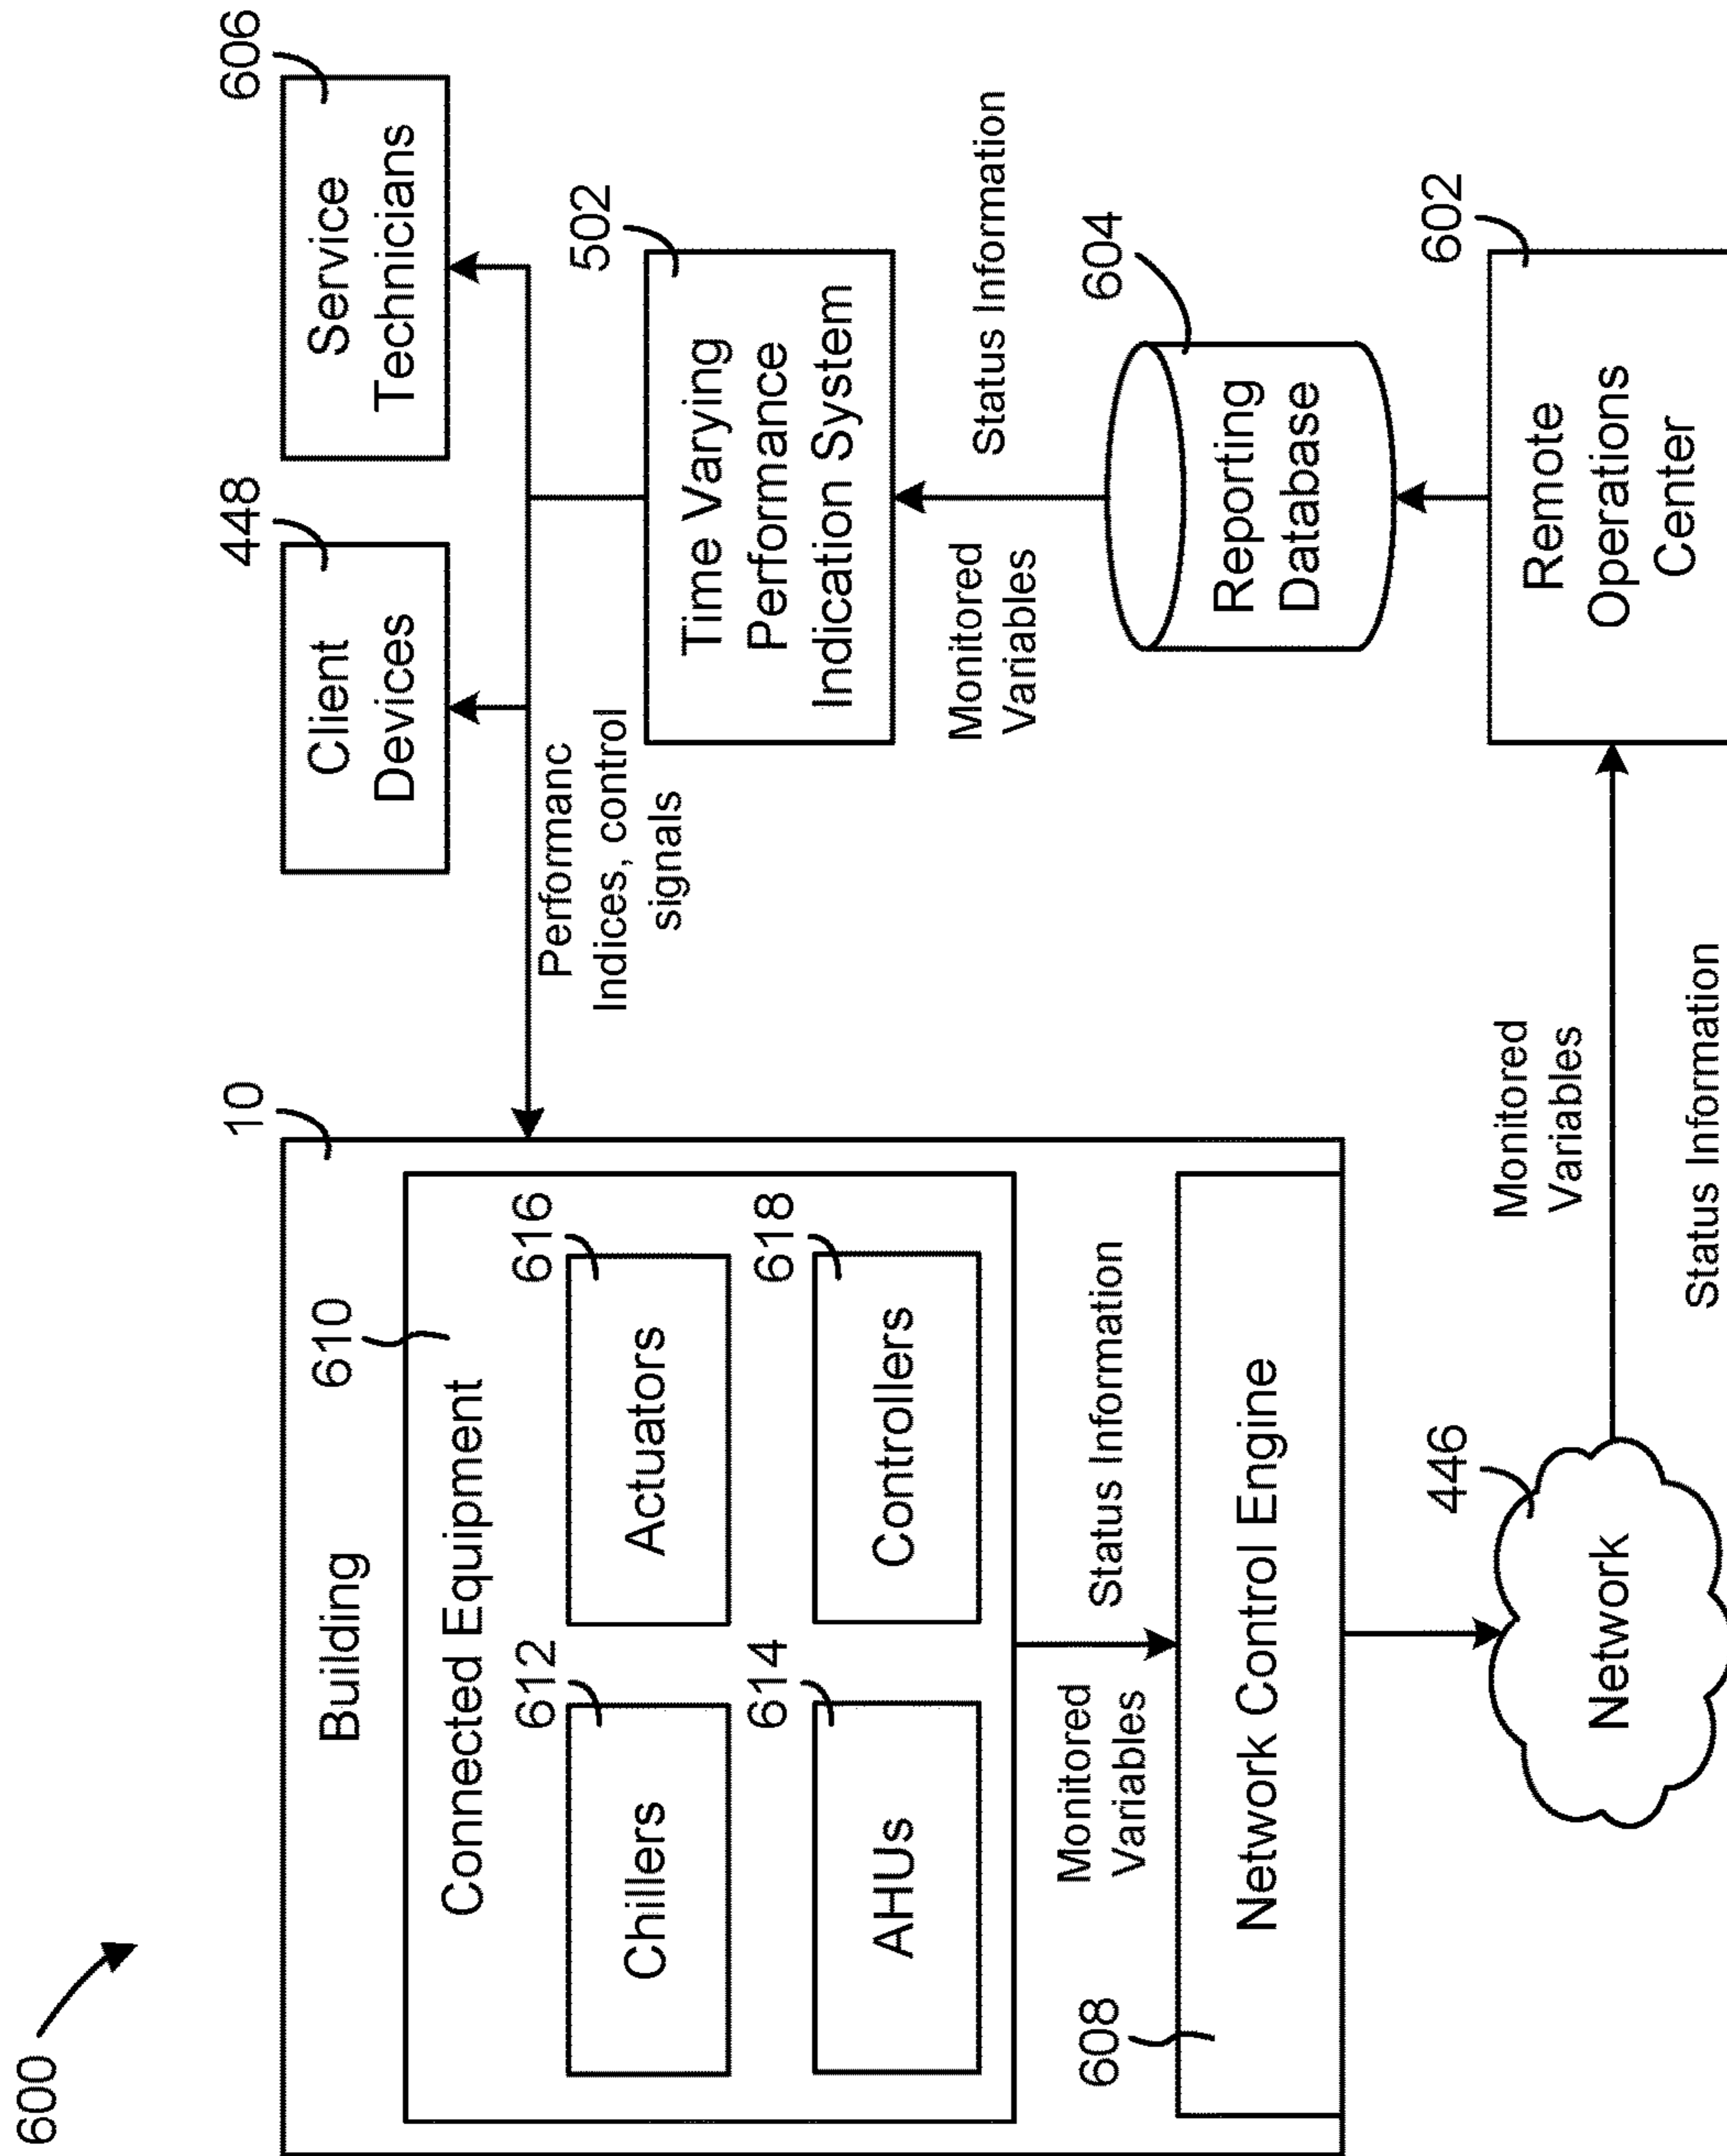 600
10
Building
610
Connected Equipment
612
Chillers
616
Actuators
614
AHUs
618
Controllers
Monitored
Variables
Status Information
608
Network Control Engine
446
Network
Monitored
Variables
Status Information
602
Remote
Operations
Center
604
Reporting
Database
Monitored
Variables
Status Information
502
Time Varying
Performance
Indication System
Performanc
Indices, control
signals
448
Client
Devices
606
Service
Technicians